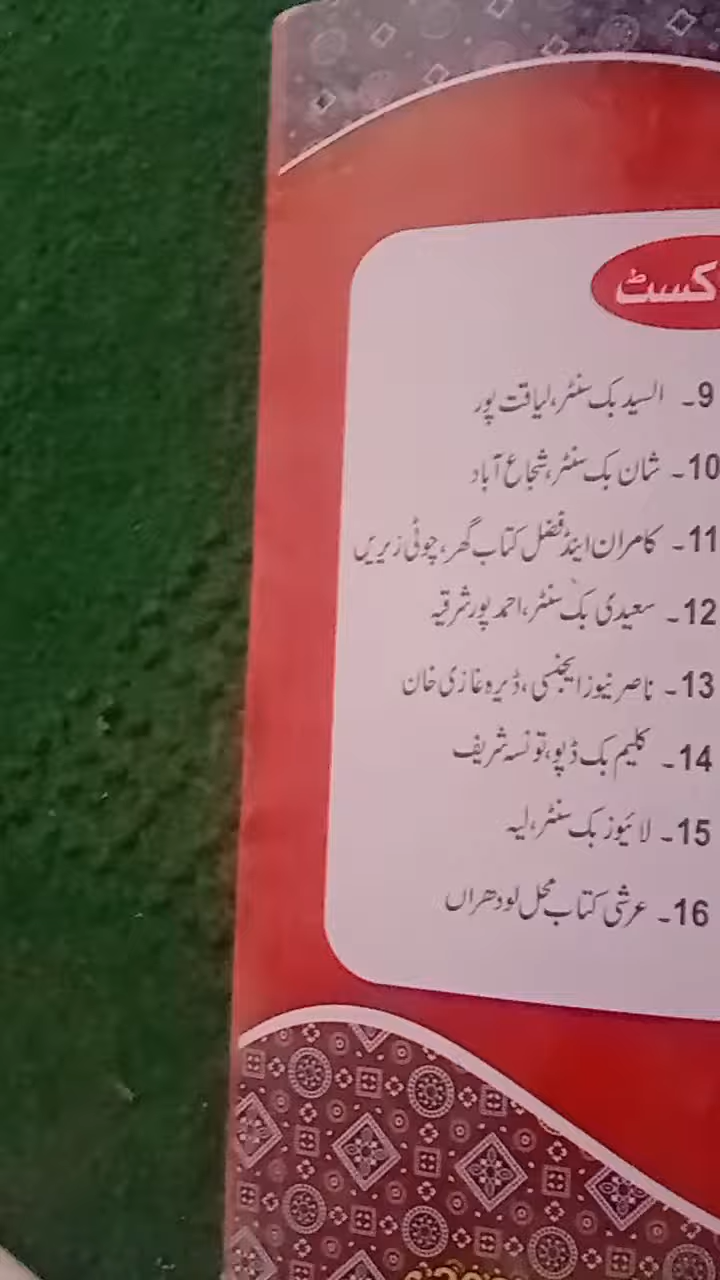 کسٹ
9۔ السید بک سنٹر، لیاقت پور
10۔ شان بک سنٹر، شجاع آباد
11۔ کامران اینڈ فضل کتاب گھر، چوٹی زیریں
12۔ سعیدی بک سنٹر، احمد پور شرقیہ
13۔ ناصر نیوز ایجنسی، ڈیرہ غازی خان
14۔ کلیم بک ڈپو، تونسہ شریف
15۔ لائیوز بک سنٹر، لیہ
16۔ عرشی کتاب محل لودھراں